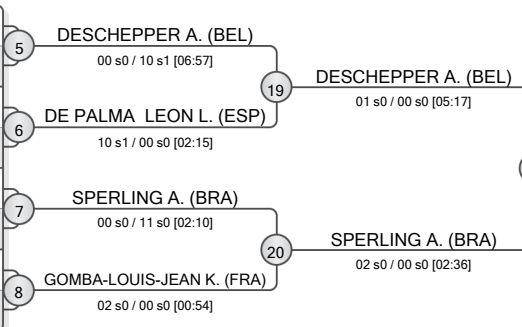 5
DESCHEPPER A. (BEL)
00 s0 / 10 s1 [06:57]
19
DESCHEPPER A. (BEL)
01 s0 / 00 s0 [05:17]
6
DE PALMA LEON L. (ESP)
10 s1 / 00 s0 [02:15]
7
SPERLING A. (BRA)
00 s0 / 11 s0 [02:10]
20
SPERLING A. (BRA)
02 s0 / 00 s0 [02:36]
8
GOMBA-LOUIS-JEAN K. (FRA)
02 s0 / 00 s0 [00:54]